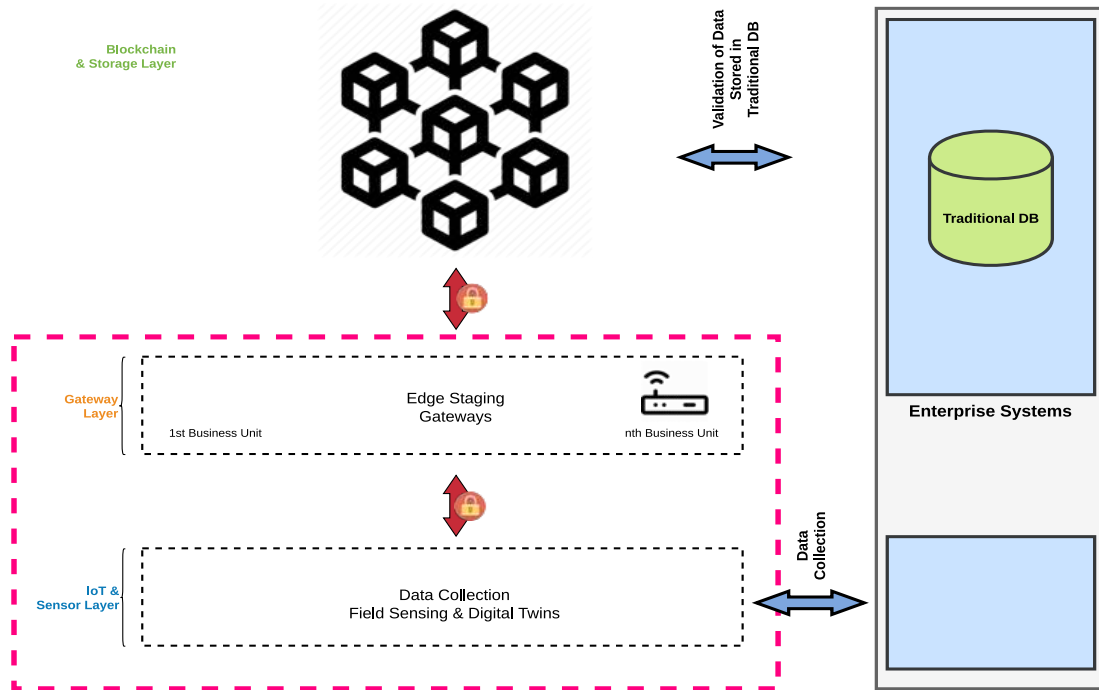 Blockchain
& Storage Layer
Validation of Data
Stored in
Traditional DB
Traditional DB
Enterprise Systems
Gateway
Layer
Edge Staging
Gateways
1st Business Unit
nth Business Unit
IoT &
Sensor Layer
Data Collection
Field Sensing & Digital Twins
Data
Collection